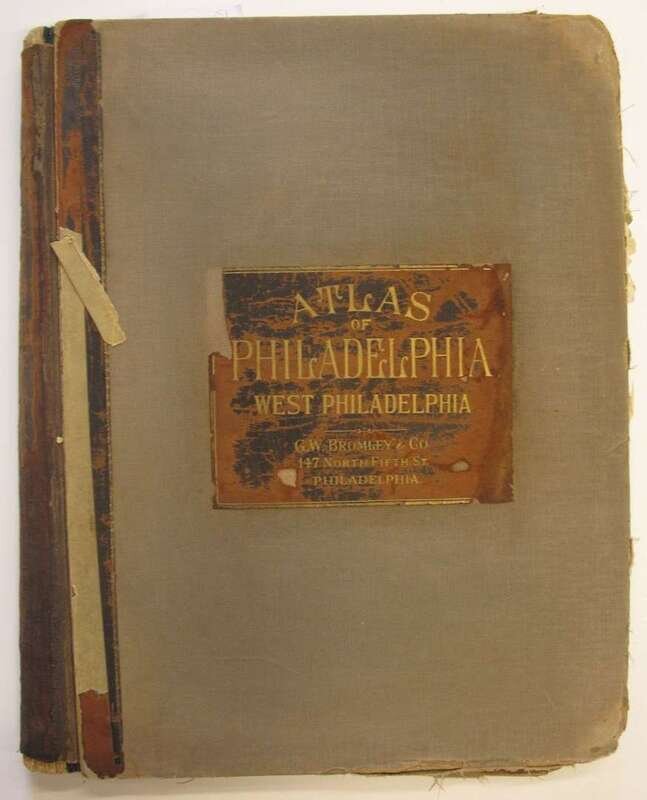 ATLAS
OF
PHILADELPHIA
WEST PHILADELPHIA
G.W. BROMLEY & CO
147 NORTH FIFTH ST.
PHILADELPHIA.